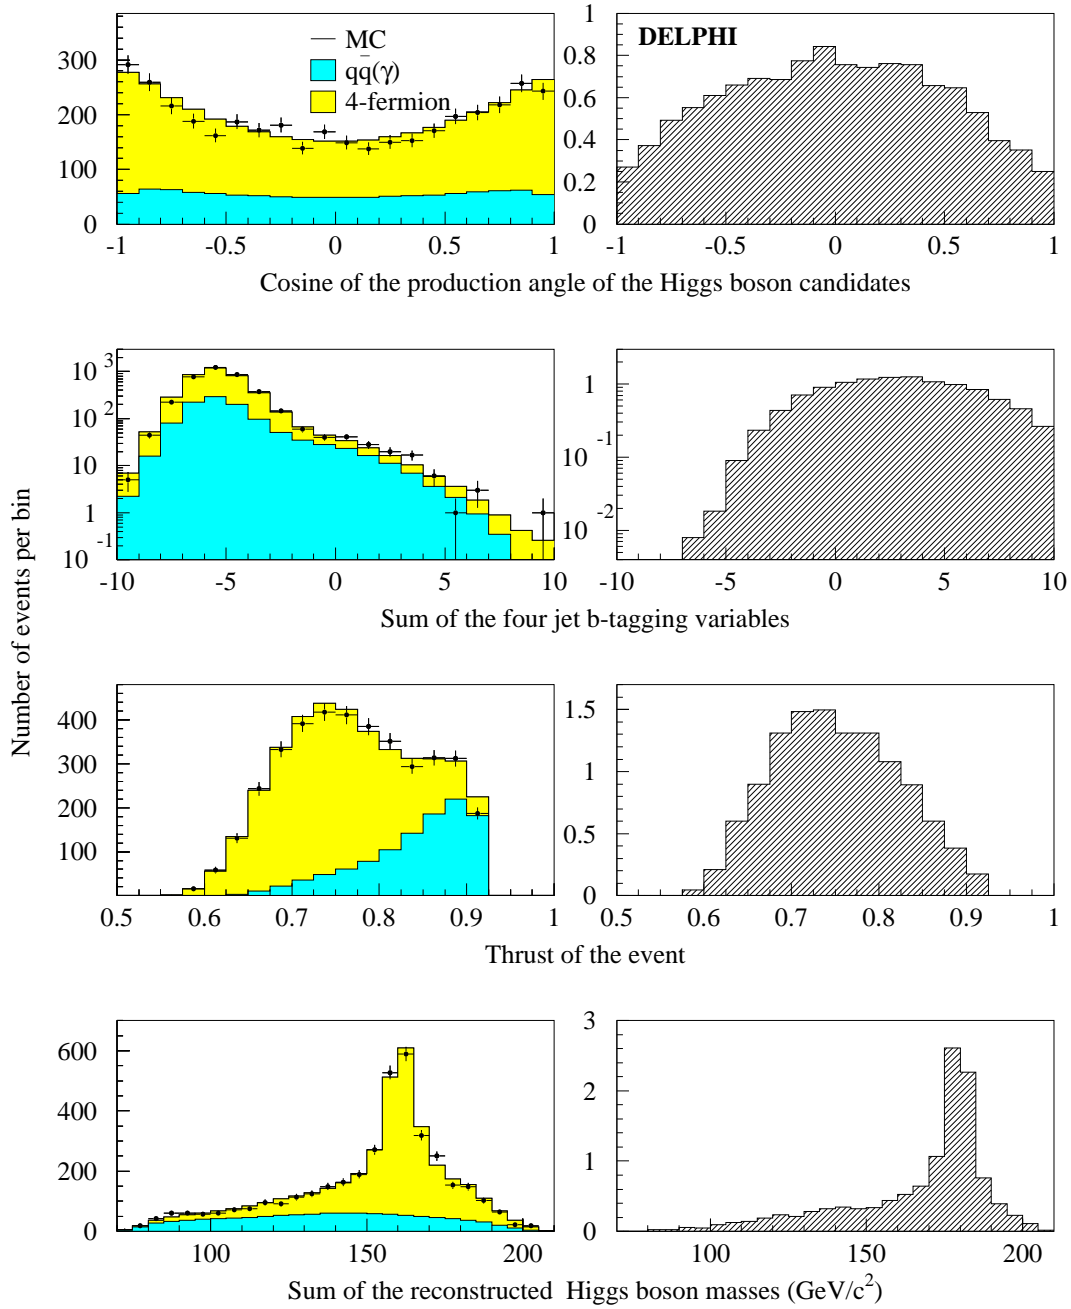 MC
qq̄(γ)
4-fermion
0
100
200
300
-1 -0.5 0 0.5 1
DELPHI
0
0.2
0.4
0.6
0.8
1
-1 -0.5 0 0.5 1
Cosine of the production angle of the Higgs boson candidates
10 -1
1
10
10 2
10 3
-10 -5 0 5 10
10 -2
10 -1
1
-10 -5 0 5 10
Sum of the four jet b-tagging variables
Number of events per bin
100
200
300
400
0.5 0.6 0.7 0.8 0.9 1
0
0.5
1
1.5
0.5 0.6 0.7 0.8 0.9 1
Thrust of the event
0
200
400
600
100 150 200
0
1
2
3
100 150 200
Sum of the reconstructed Higgs boson masses (GeV/c²)